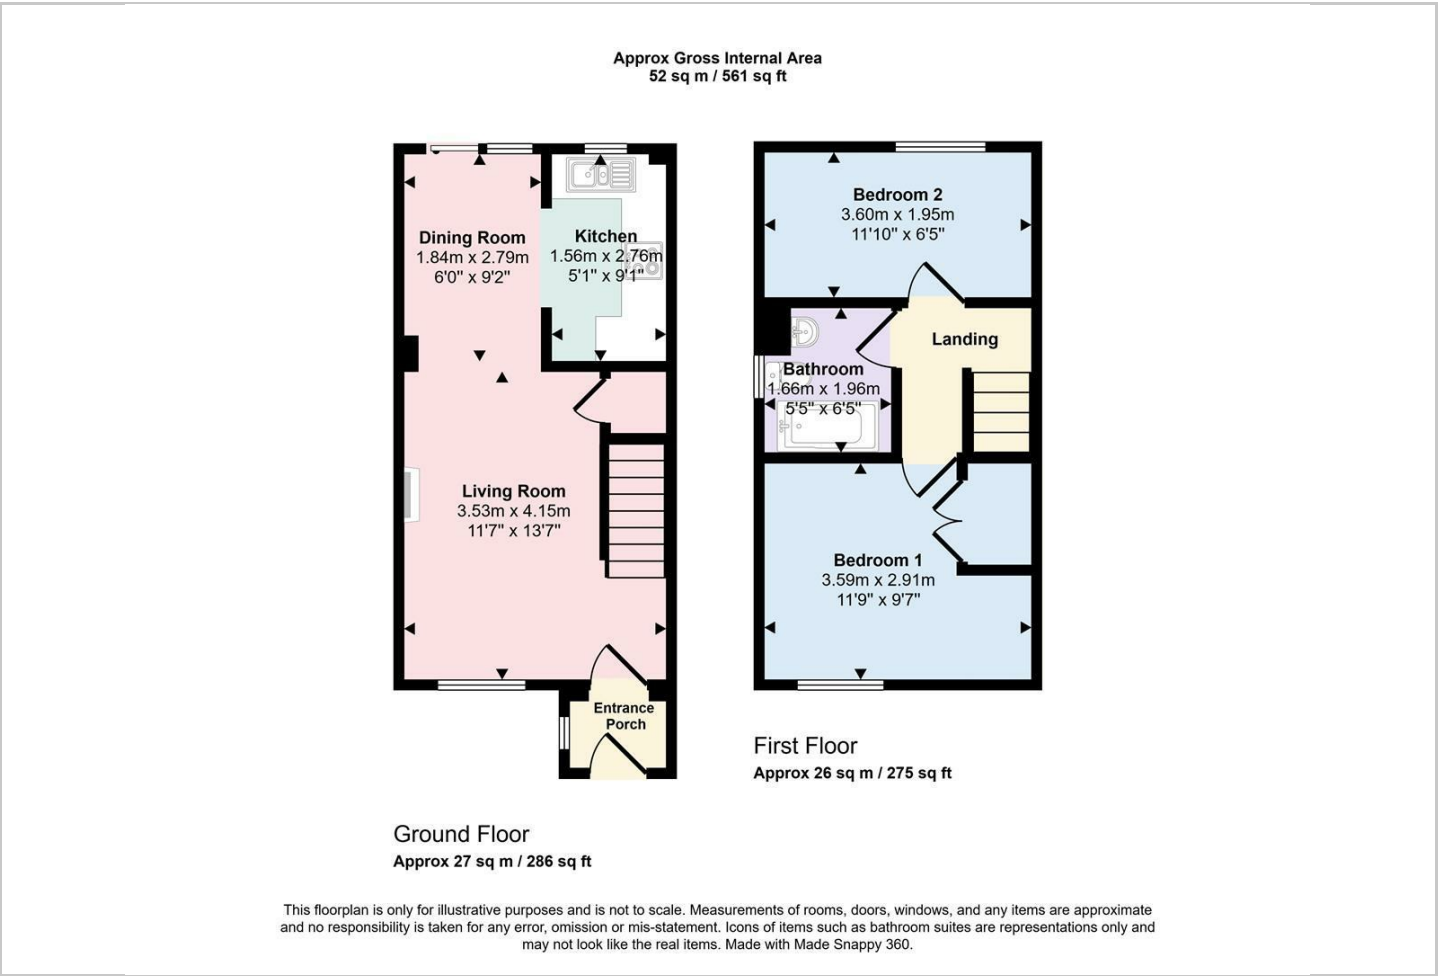 Approx Gross Internal Area
52 sq m / 561 sq ft
Dining Room
1.84m x 2.79m
6'0" x 9'2"
Kitchen
1.56m x 2.76m
5'1" x 9'1"
Living Room
3.53m x 4.15m
11'7" x 13'7"
Entrance
Porch
Ground Floor
Approx 27 sq m / 286 sq ft
Bedroom 2
3.60m x 1.95m
11'10" x 6'5"
Landing
Bathroom
1.66m x 1.96m
5'5" x 6'5"
Bedroom 1
3.59m x 2.91m
11'9" x 9'7"
First Floor
Approx 26 sq m / 275 sq ft
This floorplan is only for illustrative purposes and is not to scale. Measurements of rooms, doors, windows, and any items are approximate
and no responsibility is taken for any error, omission or mis-statement. Icons of items such as bathroom suites are representations only and
may not look like the real items. Made with Made Snappy 360.